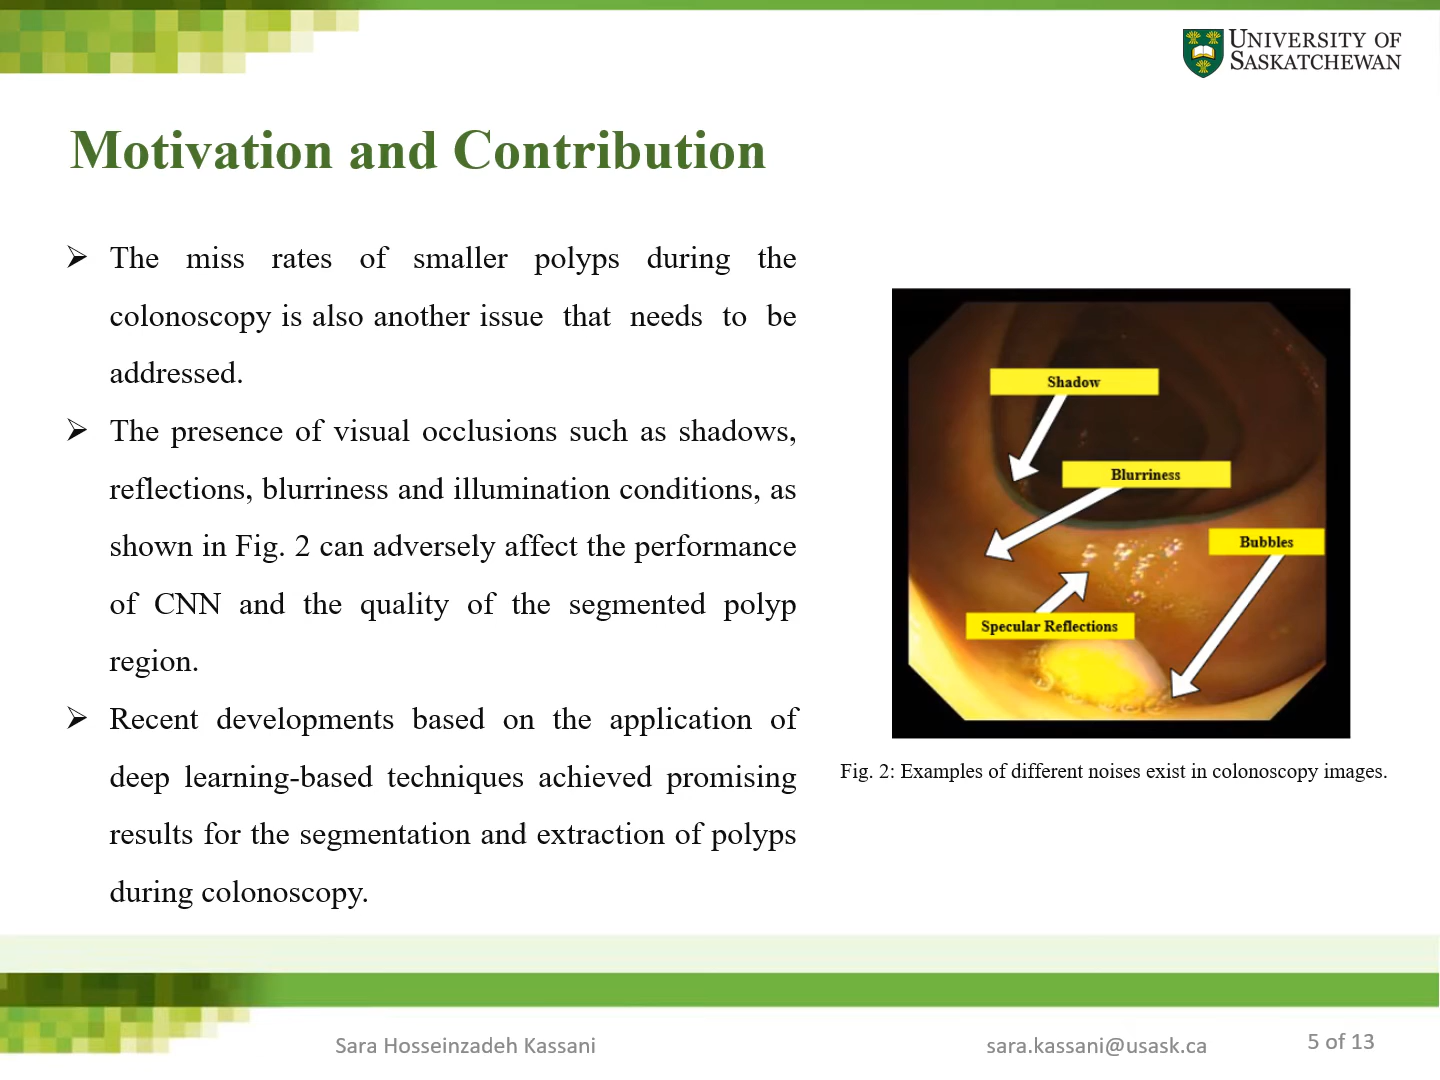 UNIVERSITY OF
SASKATCHEWAN
Motivation and Contribution
➢ The miss rates of smaller polyps during the
colonoscopy is also another issue that needs to be
addressed.
➢ The presence of visual occlusions such as shadows,
reflections, blurriness and illumination conditions, as
shown in Fig. 2 can adversely affect the performance
of CNN and the quality of the segmented polyp
region.
➢ Recent developments based on the application of
deep learning-based techniques achieved promising
results for the segmentation and extraction of polyps
during colonoscopy.
Shadow
Blurriness
Bubbles
Specular Reflections
Fig. 2: Examples of different noises exist in colonoscopy images.
Sara Hosseinzadeh Kassani
sara.kassani@usask.ca
5 of 13